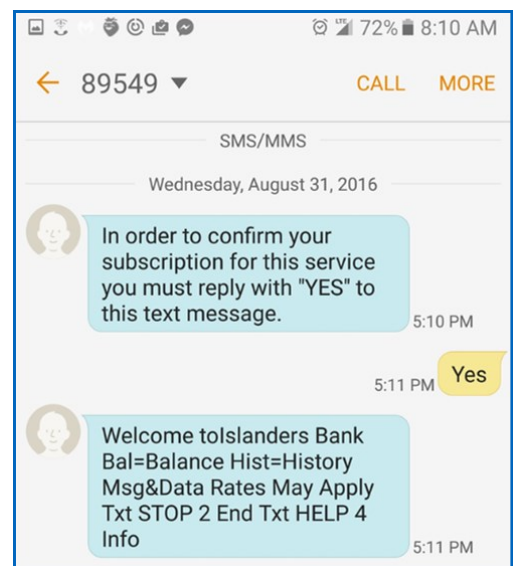 LTE 72% 8:10 AM
89549 CALL MORE
SMS/MMS
Wednesday, August 31, 2016
In order to confirm your
subscription for this service
you must reply with "YES" to
this text message.
5:10 PM
Yes
5:11 PM
Welcome toIslanders Bank
Bal=Balance Hist=History
Msg&Data Rates May Apply
Txt STOP 2 End Txt HELP 4
Info
5:11 PM